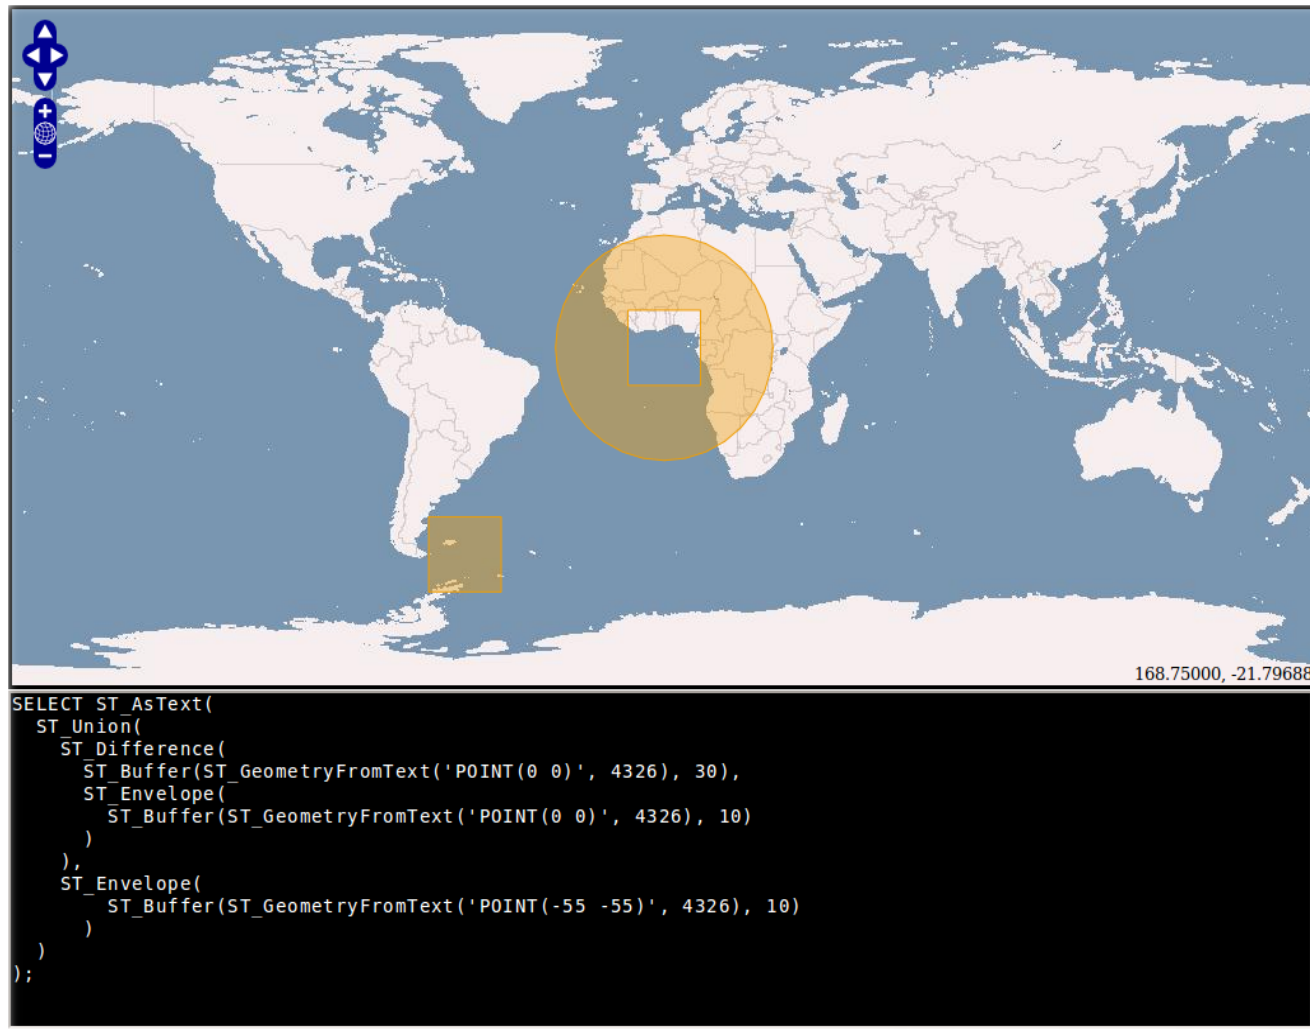 168.75000, -21.79688
SELECT ST_AsText(
  ST_Union(
    ST_Difference(
      ST_Buffer(ST_GeometryFromText('POINT(0 0)', 4326), 30),
      ST_Envelope(
        ST_Buffer(ST_GeometryFromText('POINT(0 0)', 4326), 10)
      )
    ),
    ST_Envelope(
        ST_Buffer(ST_GeometryFromText('POINT(-55 -55)', 4326), 10)
      )
  )
);